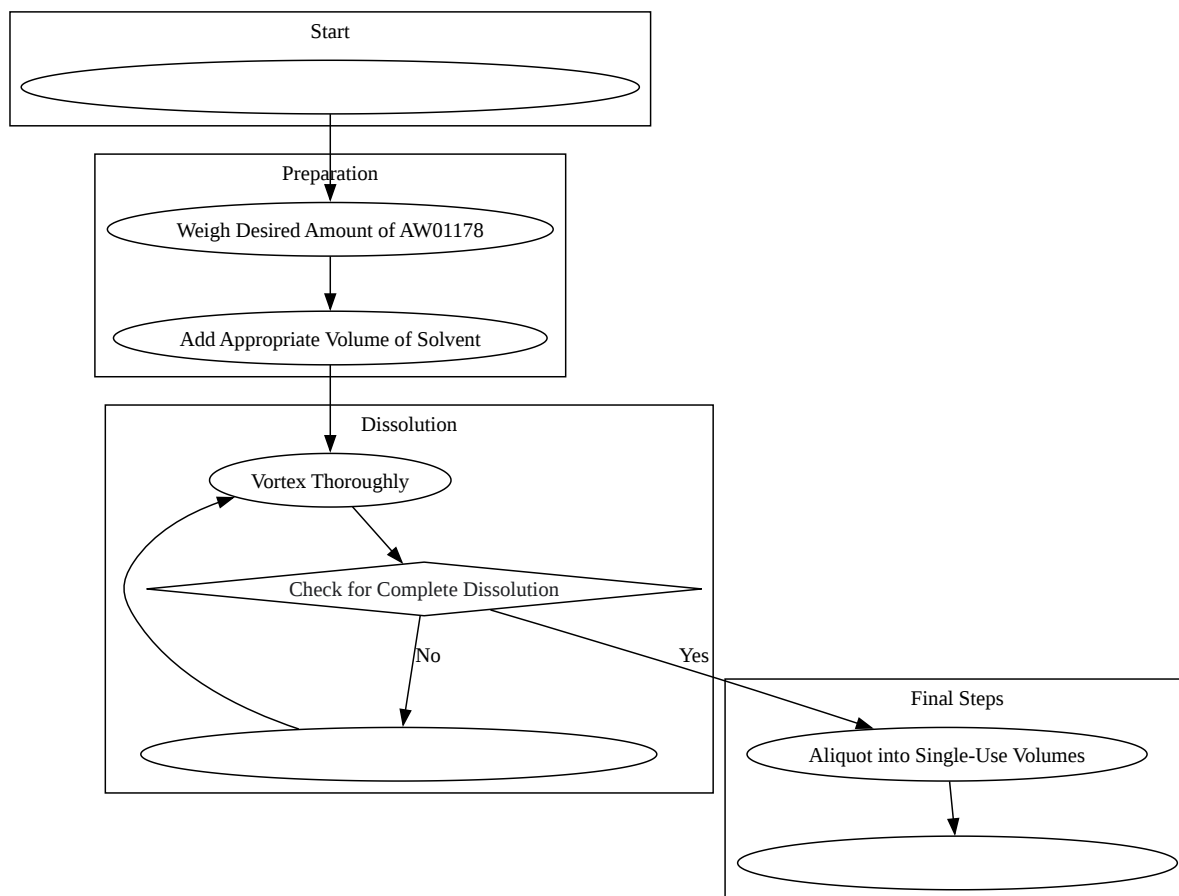 Start
Preparation
Weigh Desired Amount of AW01178
Add Appropriate Volume of Solvent
Dissolution
Vortex Thoroughly
Check for Complete Dissolution
No
Yes
Final Steps
Aliquot into Single-Use Volumes